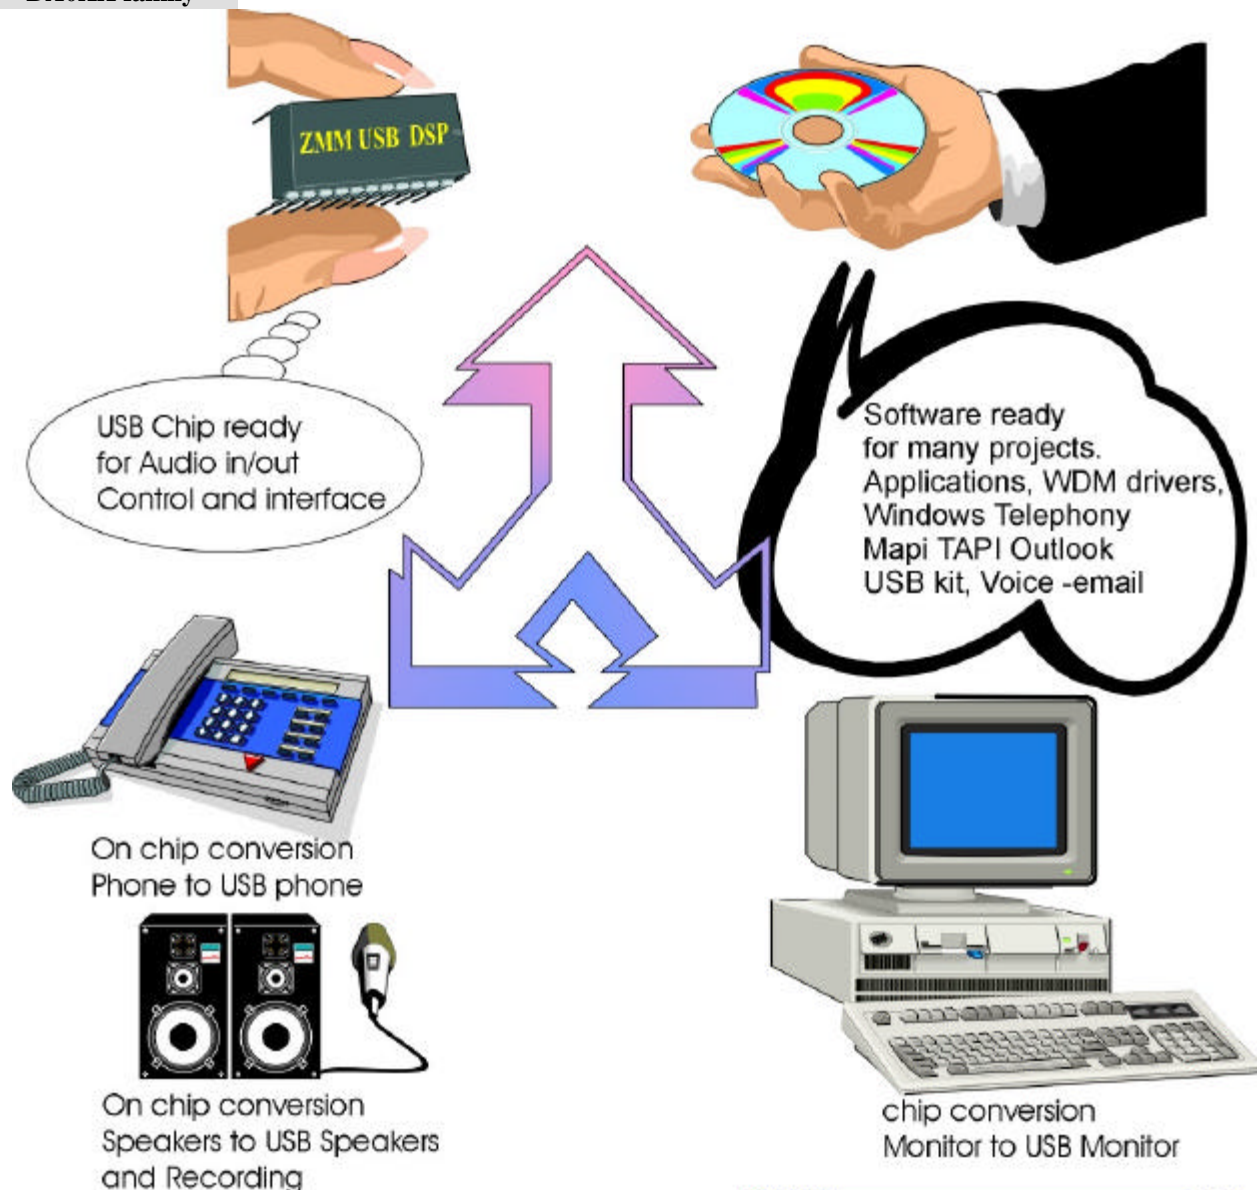 ZMM USB DSP
USB Chip ready
for Audio in/out
Control and interface
Software ready
for many projects.
Applications, WDM drivers,
Windows Telephony
Mapi TAPI Outlook
USB kit, Voice -email
On chip conversion
Phone to USB phone
On chip conversion
Speakers to USB Speakers
and Recording
chip conversion
Monitor to USB Monitor